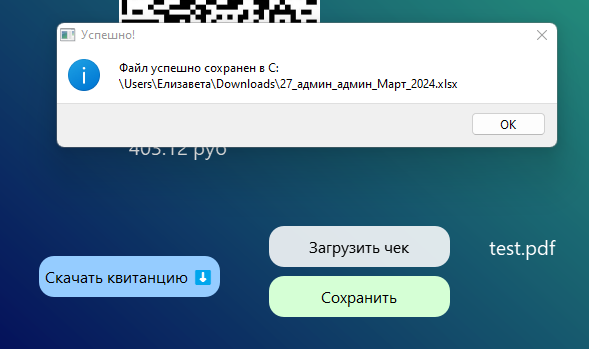 Успешно!
Файл успешно сохранен в C:
\Users\Елизавета\Downloads\27_админ_админ_Март_2024.xlsx
OK
403.12 руб
Загрузить чек
test.pdf
Скачать квитанцию
Сохранить